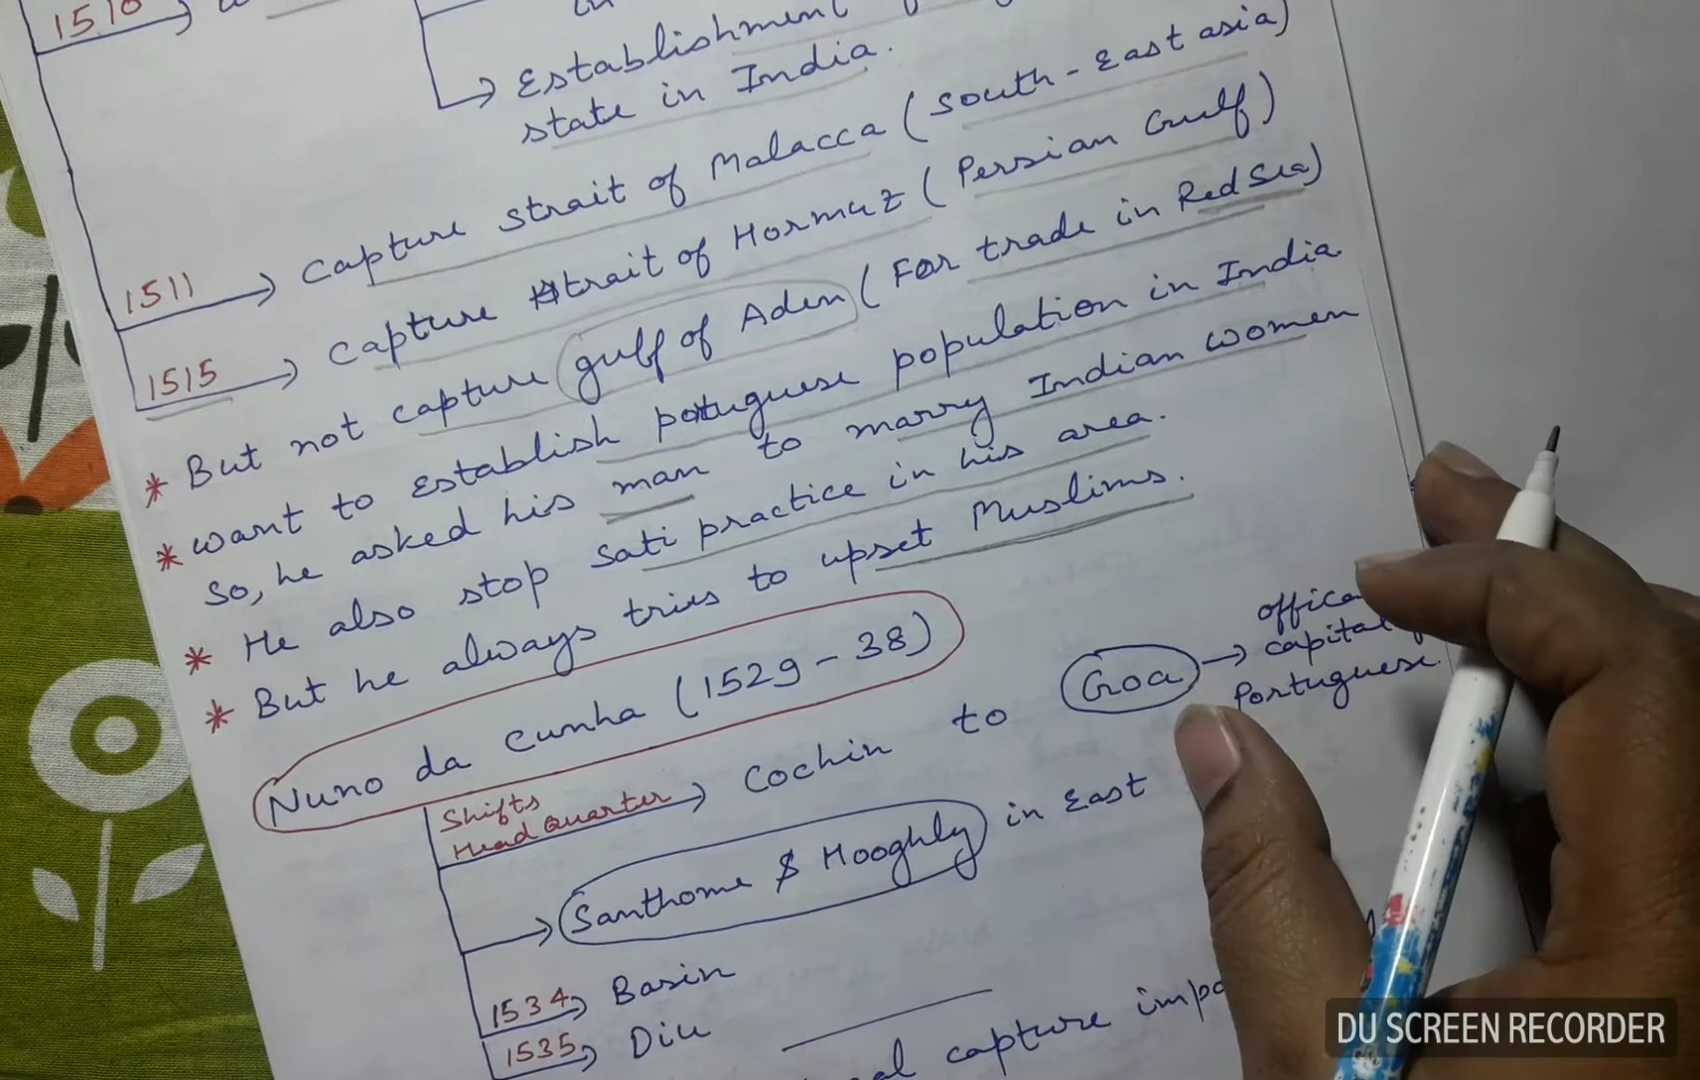 1510
in
Establishment
state in India.
1511 → Capture strait of Malacca (South-East asia)
1515 → Capture strait of Hormuz (Persian Gulf)
* But not capture gulf of Aden (For trade in Red Sea)
* want to Establish portuguese population in India
So, he asked his man to marry Indian women
* He also stop Sati practice in his area.
* But he always tries to upset Muslims.
Nuno da cunha (1529-38)
Shifts
Head Quarter → Cochin to Goa → offica
capital
Portuguese.
→ Santhome & Hooghly in East
1534 → Basin
1535 → Diu
capture
DU SCREEN RECORDER